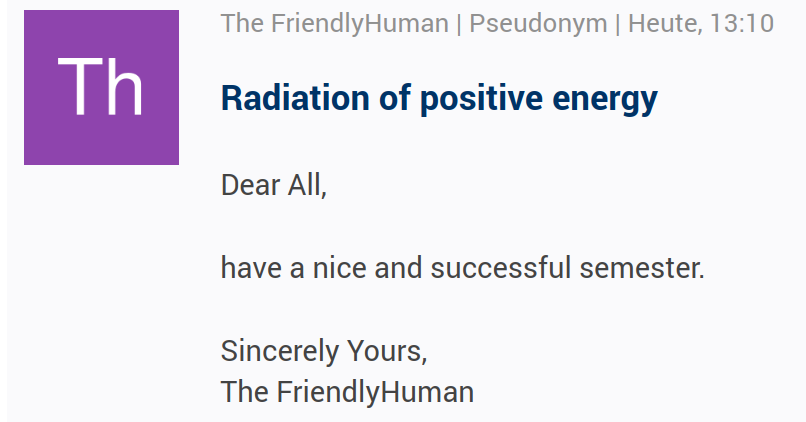 Th
The FriendlyHuman | Pseudonym | Heute, 13:10
Radiation of positive energy
Dear All,
have a nice and successful semester.
Sincerely Yours,
The FriendlyHuman